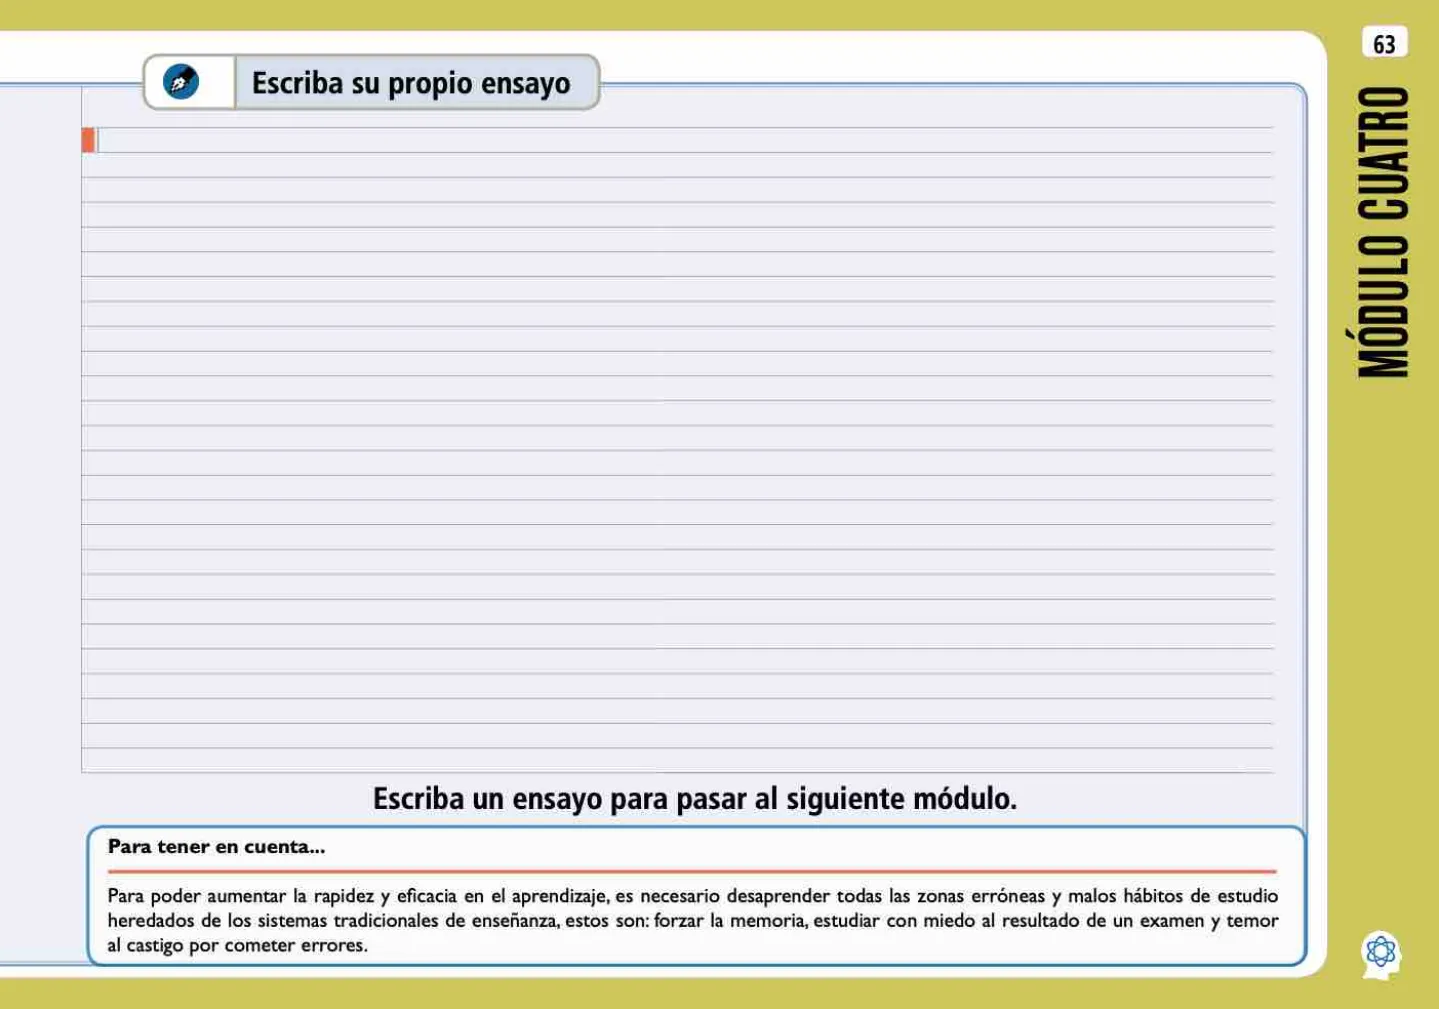 63
MÓDULO CUATRO
Escriba su propio ensayo
Escriba un ensayo para pasar al siguiente módulo.
Para tener en cuenta...
Para poder aumentar la rapidez y eficacia en el aprendizaje, es necesario desaprender todas las zonas erróneas y malos hábitos de estudio
heredados de los sistemas tradicionales de enseñanza, estos son: forzar la memoria, estudiar con miedo al resultado de un examen y temor
al castigo por cometer errores.